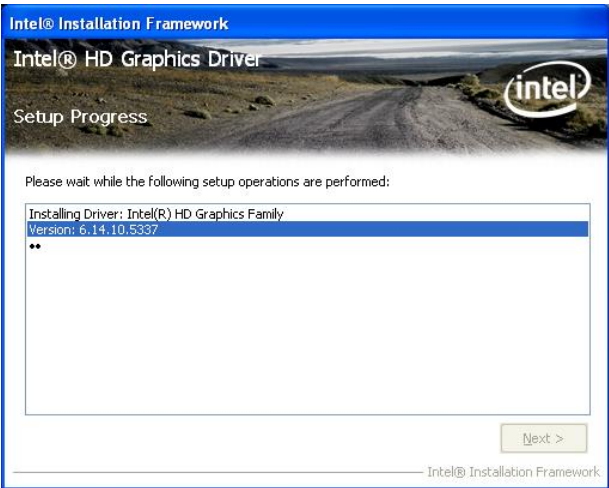 Intel® Installation Framework
Intel® HD Graphics Driver
intel
Setup Progress
Please wait while the following setup operations are performed:
Installing Driver: Intel(R) HD Graphics Family
Version: 6.14.10.5337
••
Next >
Intel® Installation Framework